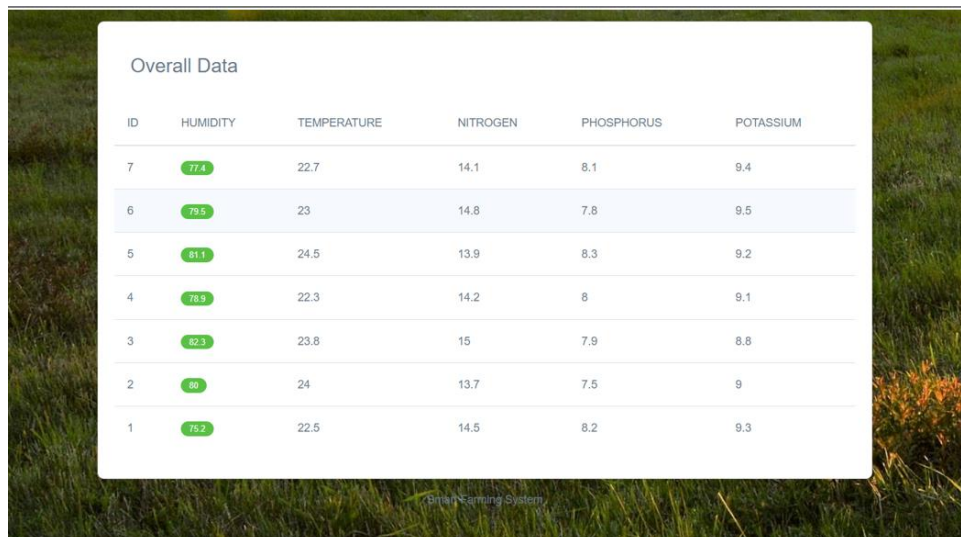 Overall Data
ID HUMIDITY TEMPERATURE NITROGEN PHOSPHORUS POTASSIUM
7 77.4 22.7 14.1 8.1 9.4
6 79.5 23 14.8 7.8 9.5
5 81.1 24.5 13.9 8.3 9.2
4 78.9 22.3 14.2 8 9.1
3 82.3 23.8 15 7.9 8.8
2 80 24 13.7 7.5 9
1 75.2 22.5 14.5 8.2 9.3
Smart Farming System